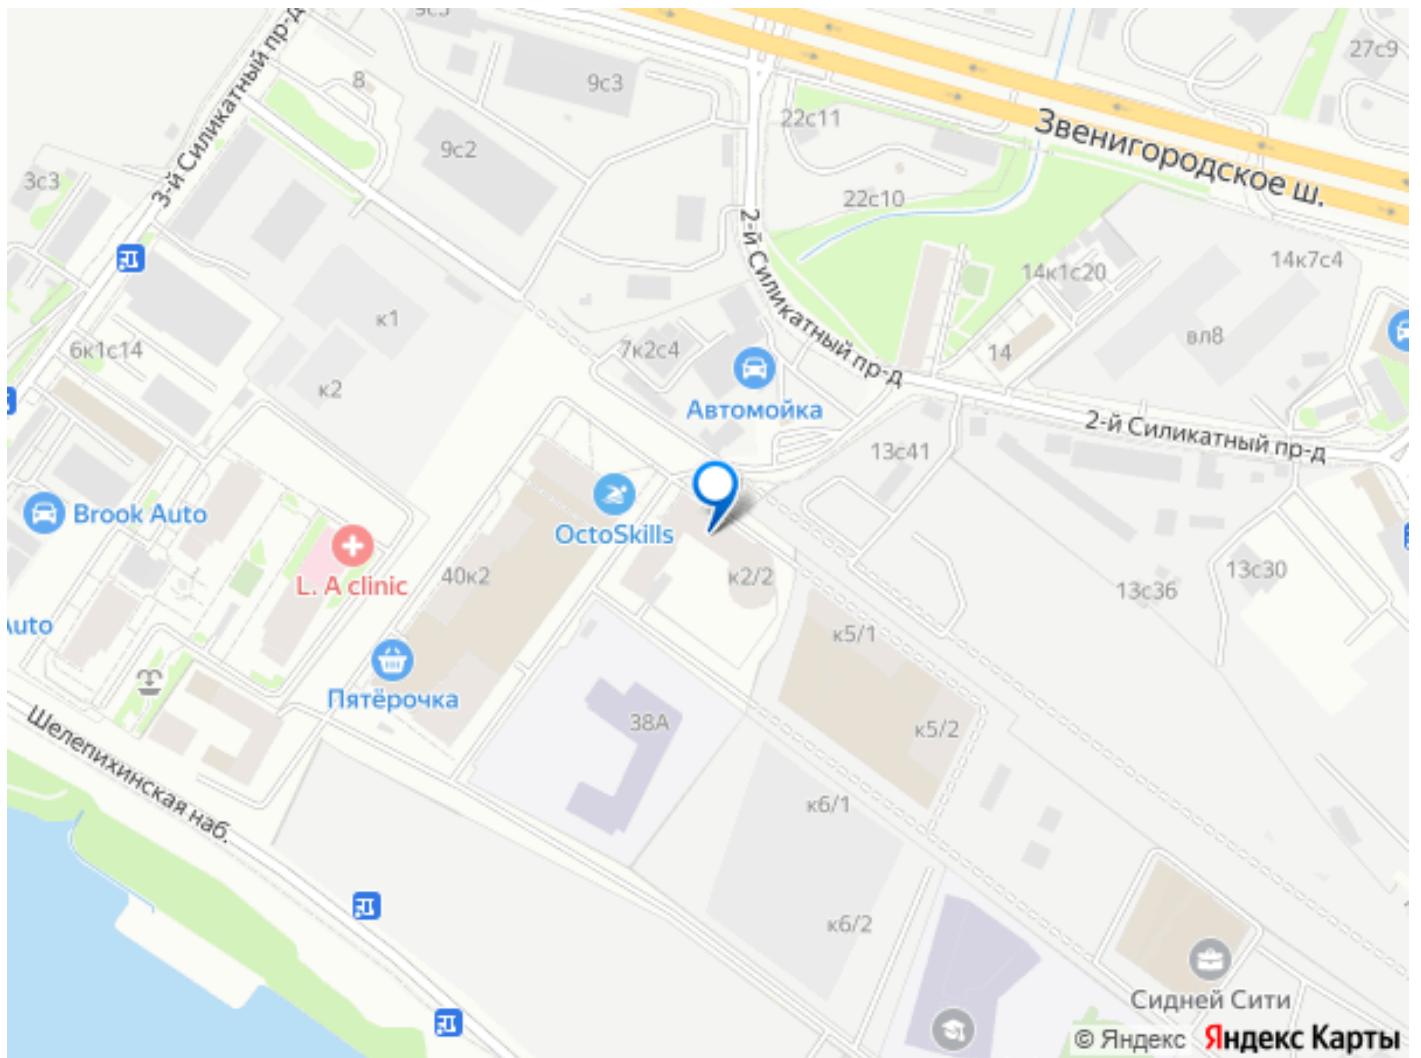 3-й Силикатный пр-д
8
9с3
27с9
22с11
Звенигородское ш.
9с2
3с3
22с10
2-й Силикатный пр-д
14к1с20
14к7с4
к1
7к2с4
вл8
6к1с14
14
к2
Автомойка
2-й Силикатный пр-д
13с41
Brook Auto
OctoSkills
L. A clinic
40к2
к2/2
13с30
13с36
Auto
к5/1
Пятёрочка
38А
к5/2
Шелепихинская наб.
к6/1
к6/2
Сидней Сити
© Яндекс Яндекс Карты